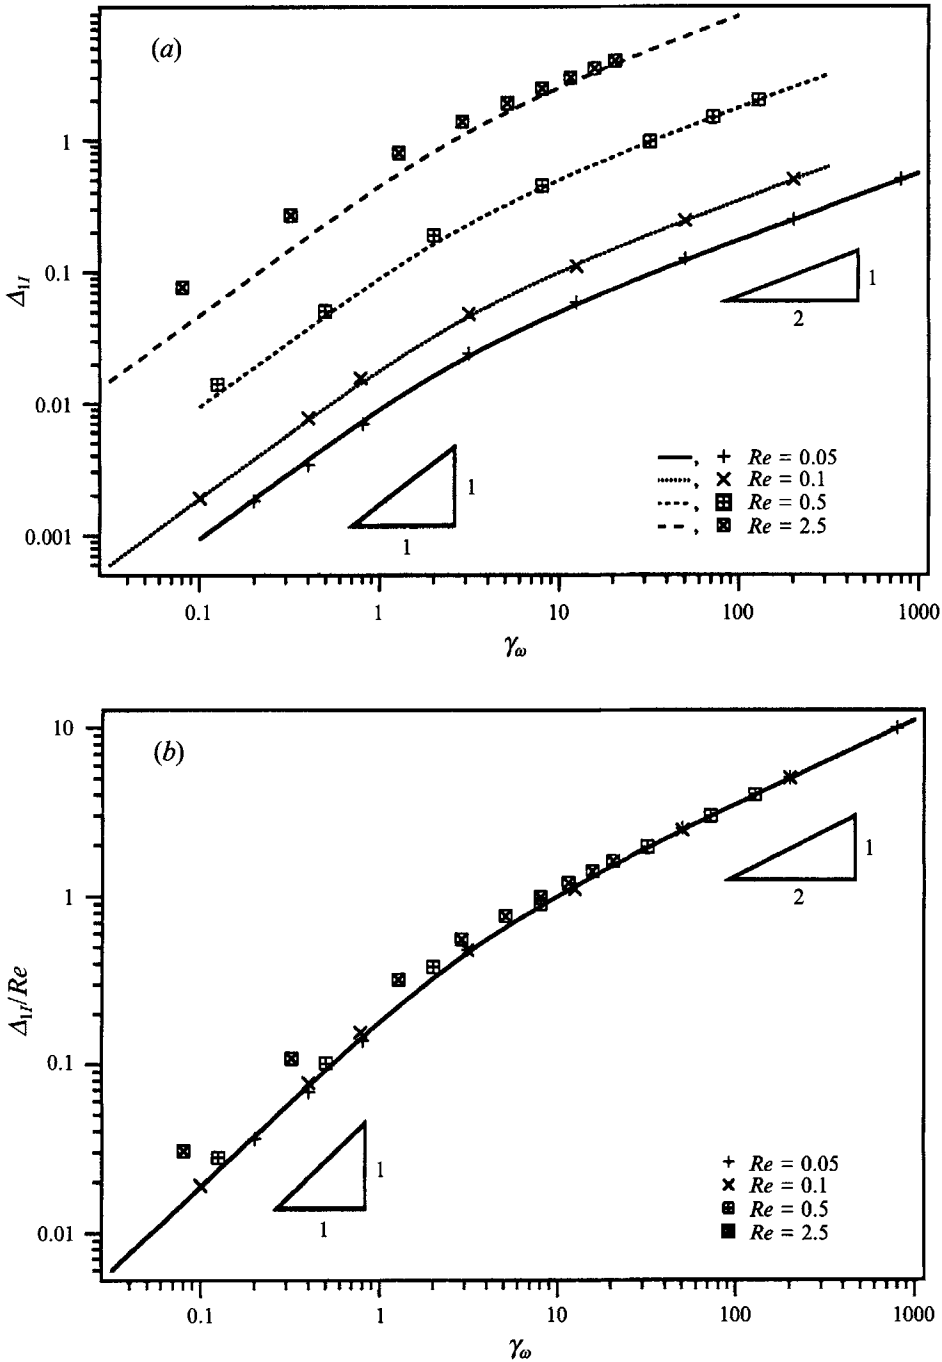 (a)
1
0.1
0.01
0.001
Δ₁I
1
2
1
1
, + Re = 0.05
, × Re = 0.1
, ⊞ Re = 0.5
, ⊠ Re = 2.5
0.1 1 10 100 1000
γω
(b)
10
1
0.1
0.01
Δ₁I/Re
1
2
1
1
+ Re = 0.05
× Re = 0.1
⊞ Re = 0.5
■ Re = 2.5
0.1 1 10 100 1000
γω